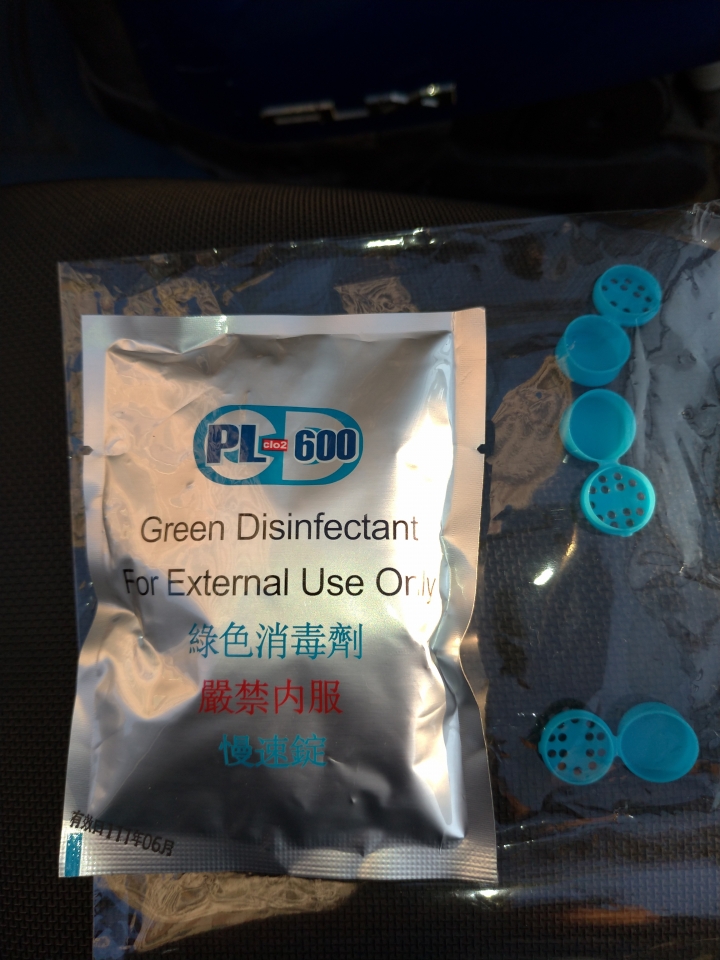 PL-clo2 600
Green Disinfectant
For External Use Only
綠色消毒劑
嚴禁内服
慢速錠
有效日111年06月